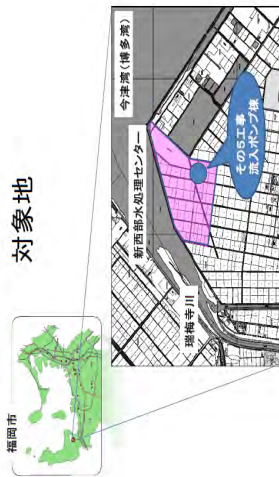 対象地
福岡市
今津湾(博多湾)
新西部水処理センター
瑞梅寺川
その5工事
流入ポンプ棟